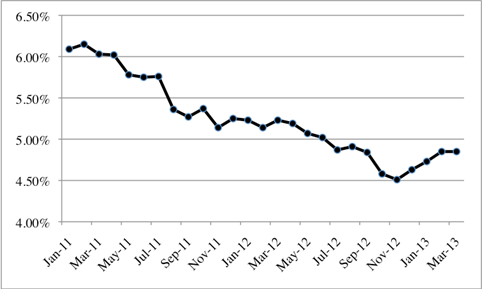 6.50%
6.00%
5.50%
5.00%
4.50%
4.00%
Jan-11
Mar-11
May-11
Jul-11
Sep-11
Nov-11
Jan-12
Mar-12
May-12
Jul-12
Sep-12
Nov-12
Jan-13
Mar-13